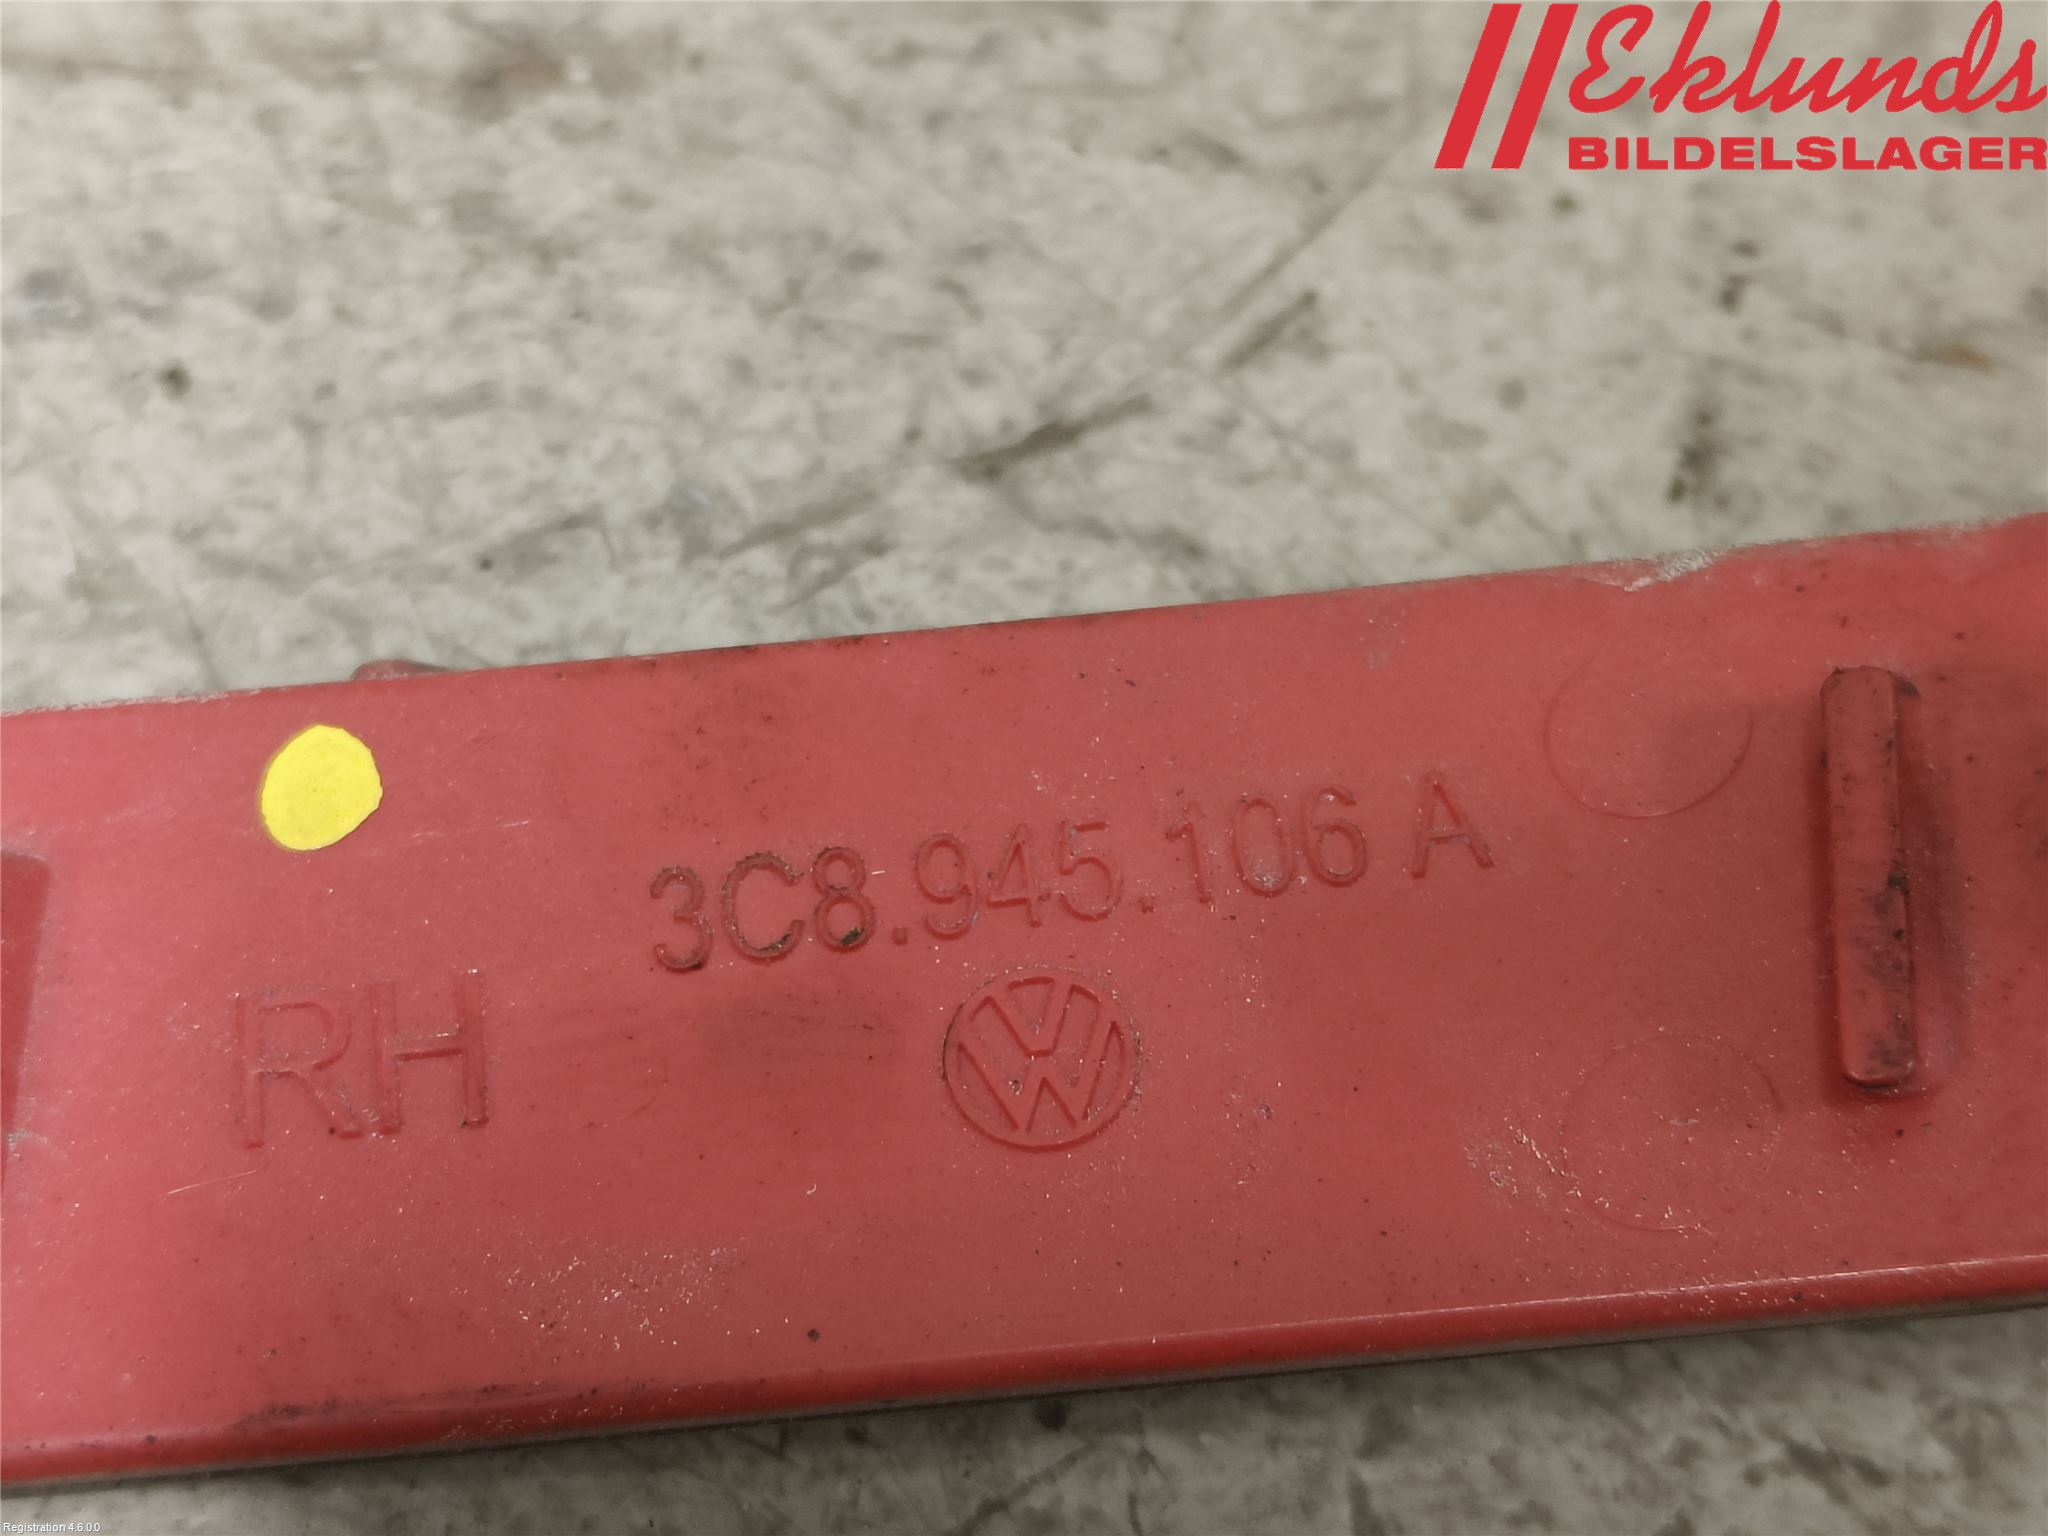 Eklunds
BILDELSLAGER
3C8.945.106 A
RH
Registration 4.6.0.0